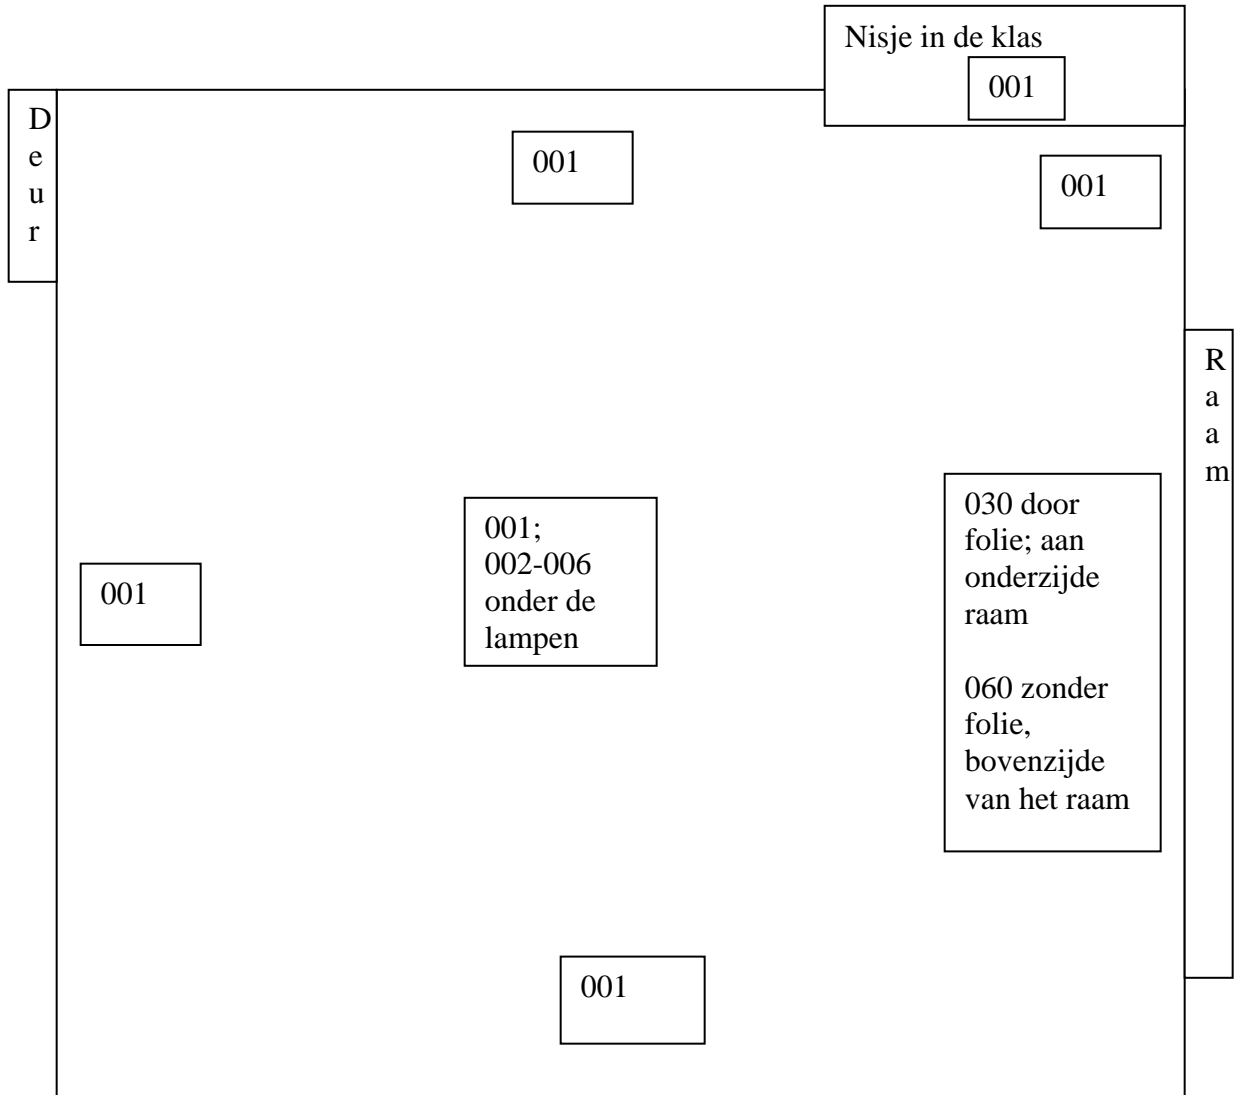 Nisje in de klas
001
D
e
u
r
001
001
R
a
a
m
001;
002-006
onder de
lampen
030 door
folie; aan
onderzijde
raam
060 zonder
folie,
bovenzijde
van het raam
001
001